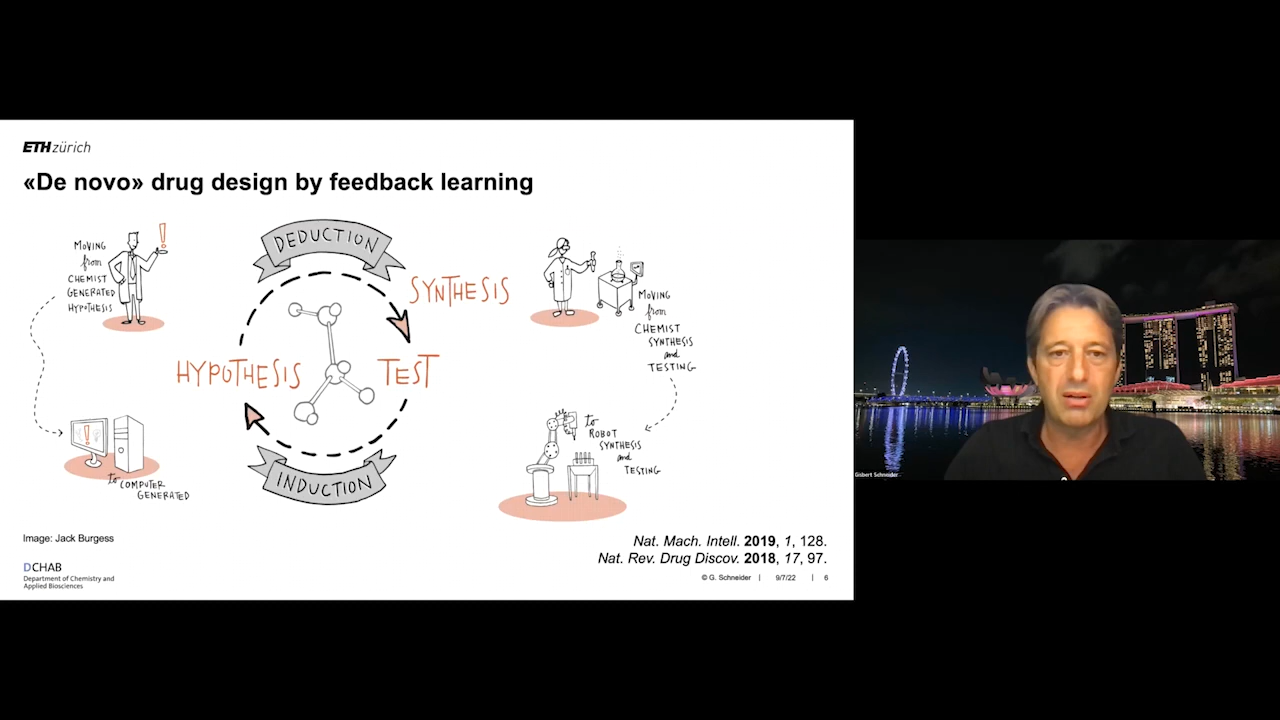 ETH zürich
«De novo» drug design by feedback learning
MOVING
from
CHEMIST
GENERATED
HYPOTHESIS
to COMPUTER
GENERATED
DEDUCTION
SYNTHESIS
HYPOTHESIS
TEST
INDUCTION
MOVING
from
CHEMIST
SYNTHESIS
and
TESTING
to
ROBOT
SYNTHESIS
and
TESTING
Image: Jack Burgess
Nat. Mach. Intell. 2019, 1, 128.
Nat. Rev. Drug Discov. 2018, 17, 97.
DCHAB
Department of Chemistry and
Applied Biosciences
© G. Schneider | 9/7/22 | 6
Gisbert Schneider